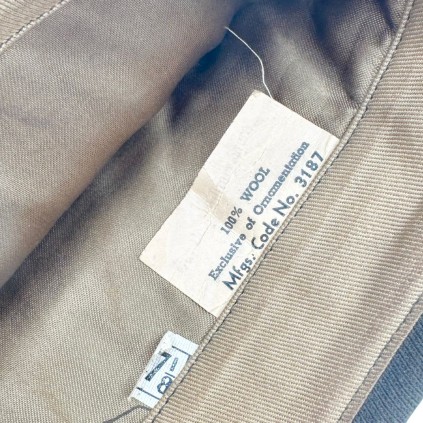 100% WOOL
Exclusive of Ornamentation
Mfgs. Code No. 3187